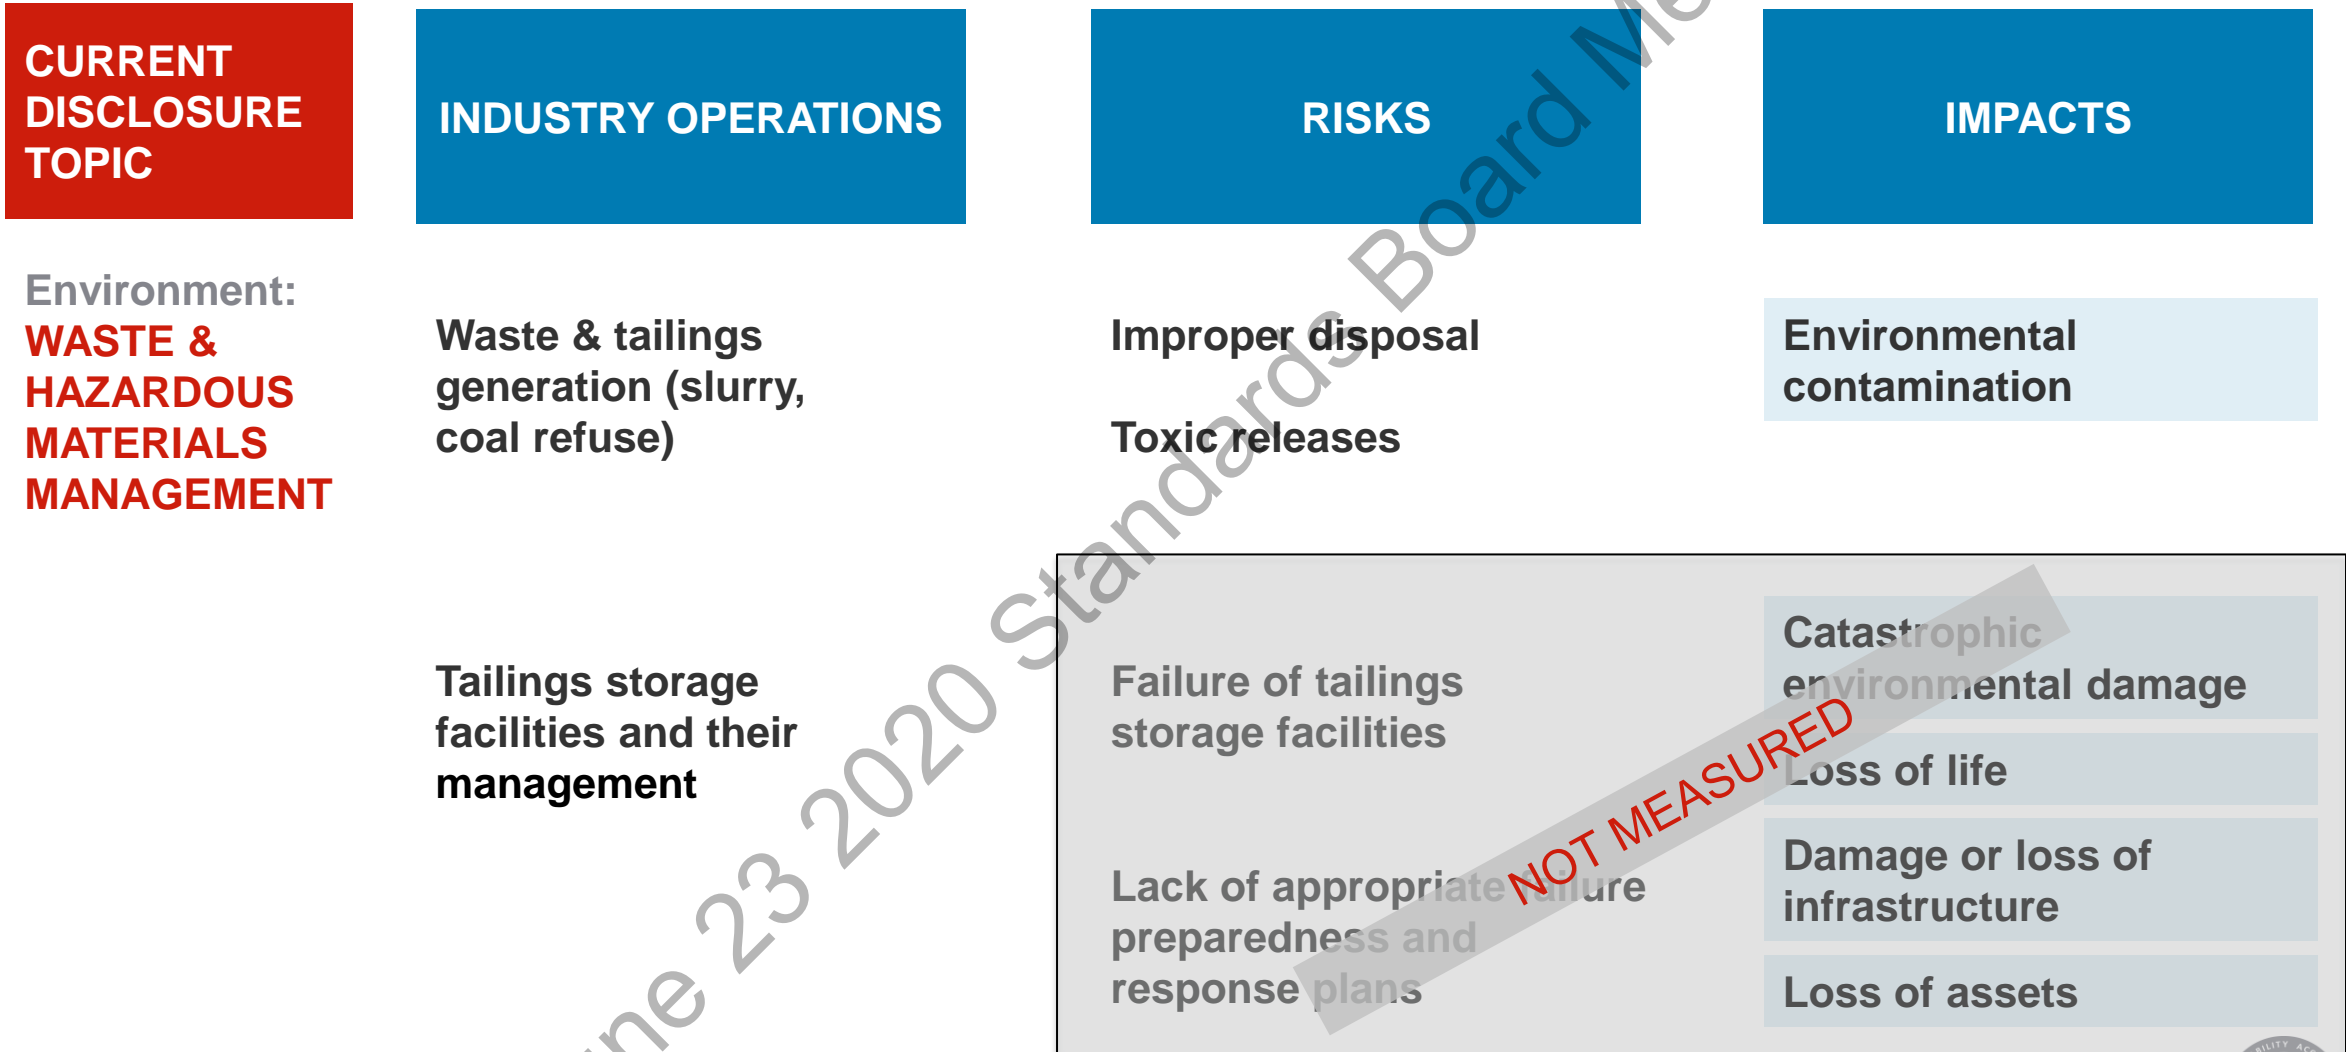 CURRENT
DISCLOSURE
TOPIC
INDUSTRY OPERATIONS
RISKS
IMPACTS
Environment:
WASTE &
HAZARDOUS
MATERIALS
MANAGEMENT
Waste & tailings
generation (slurry,
coal refuse)
Improper disposal
Toxic releases
Environmental
contamination
Tailings storage
facilities and their
management
Failure of tailings
storage facilities
Lack of appropriate failure
preparedness and
response plans
Catastrophic
environmental damage
Loss of life
Damage or loss of
infrastructure
Loss of assets
NOT MEASURED
23 2020 Standards Board